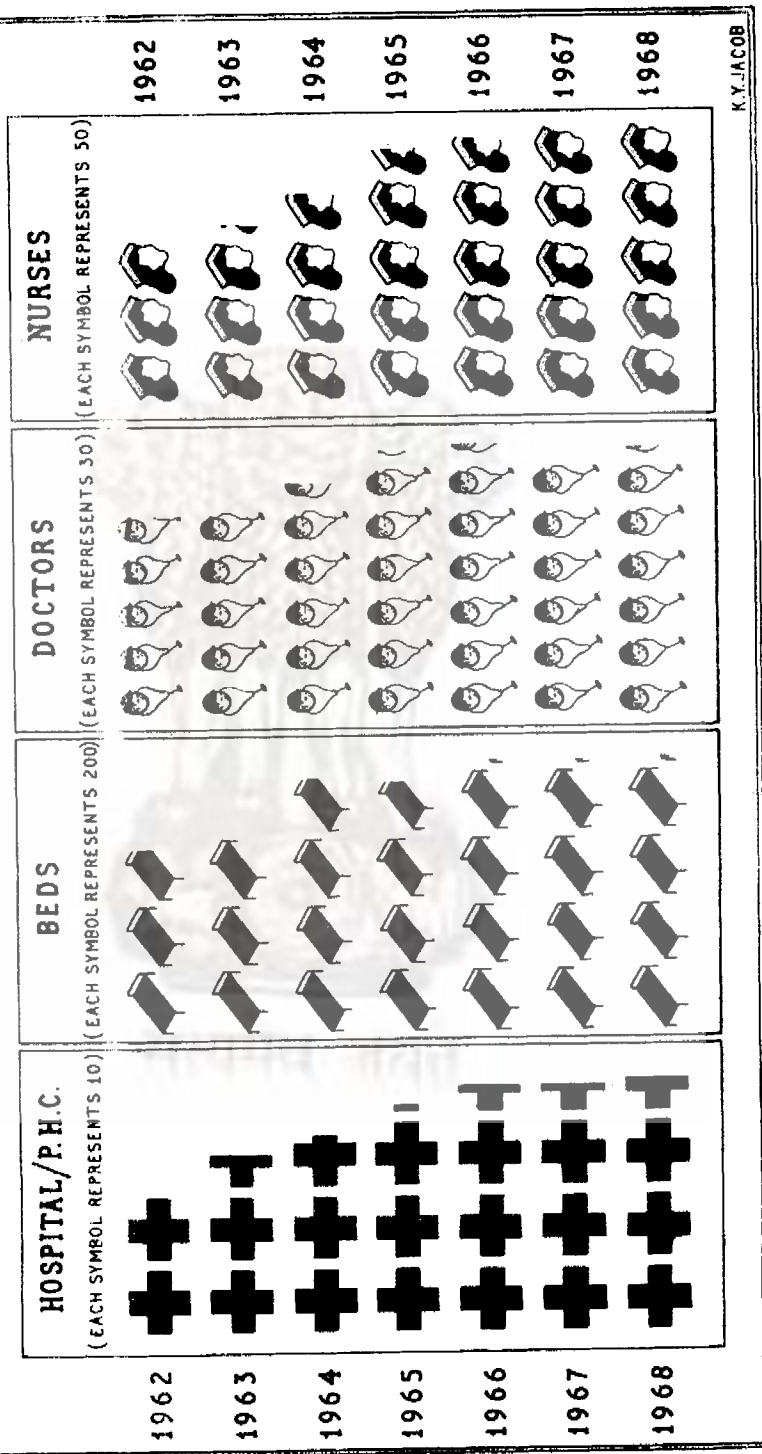 HOSPITAL/P.H.C.
(EACH SYMBOL REPRESENTS 10)
BEDS
(EACH SYMBOL REPRESENTS 200)
DOCTORS
(EACH SYMBOL REPRESENTS 30)
NURSES
(EACH SYMBOL REPRESENTS 50)
1962
1962
1963
1963
1964
1964
1965
1965
1966
1966
1967
1967
1968
1968
K.Y.JACOB